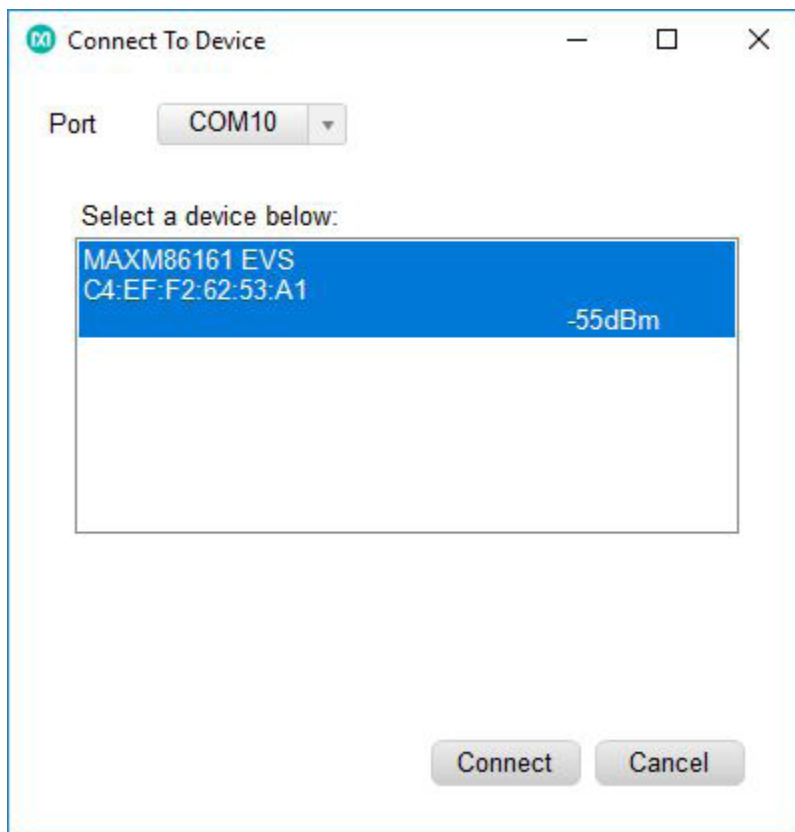 Connect To Device
Port COM10
Select a device below:
MAXM86161 EVS
C4:EF:F2:62:53:A1
-55dBm
Connect Cancel